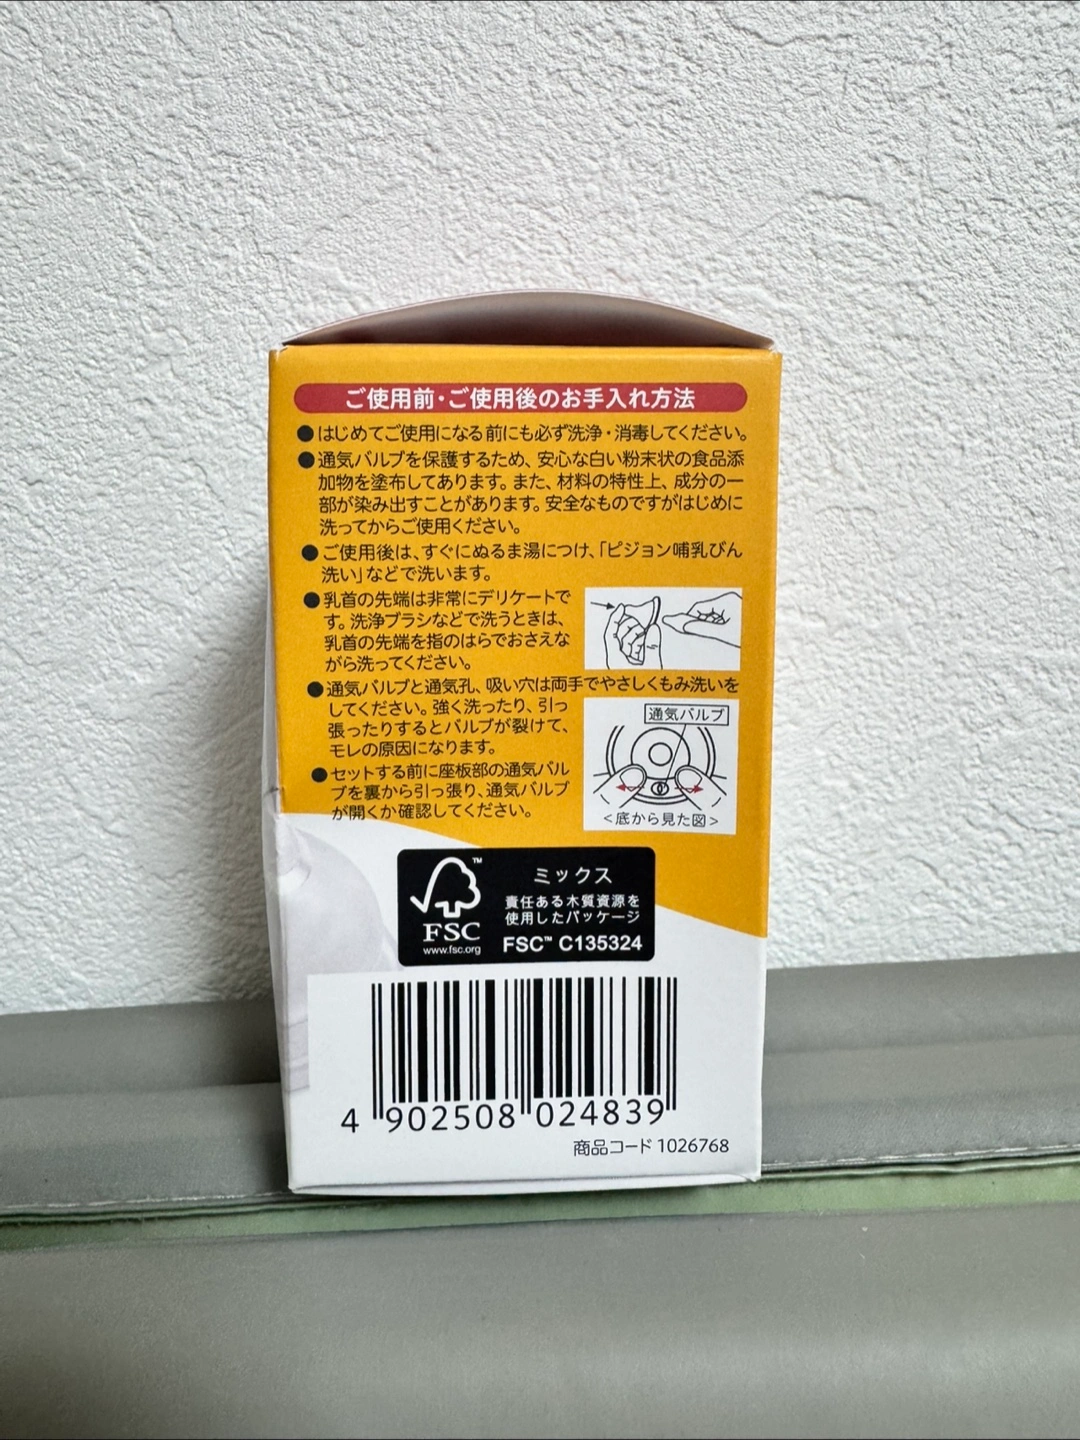 ご使用前・ご使用後のお手入れ方法
●はじめてご使用になる前にも必ず洗浄・消毒してください。
●通気バルブを保護するため、安心な白い粉末状の食品添
加物を塗布してあります。また、材料の特性上、成分の一
部が染み出すことがあります。安全なものですがはじめに
洗ってからご使用ください。
●ご使用後は、すぐにぬるま湯につけ、「ピジョン哺乳びん
洗い」などで洗います。
●乳首の先端は非常にデリケートで
す。洗浄ブラシなどで洗うときは、
乳首の先端を指のはらでおさえな
がら洗ってください。
●通気バルブと通気孔、吸い穴は両手でやさしくもみ洗いを
してください。強く洗ったり、引っ
張ったりするとバルブが裂けて、
モレの原因になります。
●セットする前に座板部の通気バル
ブを裏から引っ張り、通気バルブ
が開くか確認してください。
通気バルブ
<底から見た図>
FSC
™
www.fsc.org
ミックス
責任ある木質資源を
使用したパッケージ
FSC™ C135324
4 902508 024839
商品コード 1026768